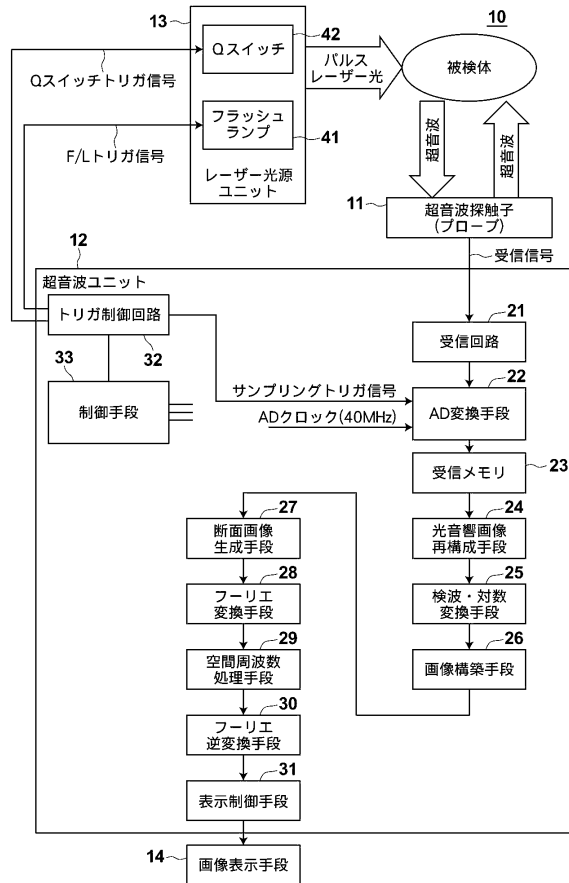 10
13
42
Qスイッチ
Qスイッチトリガ信号
パルス
レーザー光
被検体
フラッシュ
ランプ
41
F/Lトリガ信号
レーザー光源
ユニット
超音波
超音波
11
超音波探触子
(プローブ)
受信信号
12
超音波ユニット
トリガ制御回路
32
33
制御手段
21
受信回路
サンプリングトリガ信号
ADクロック(40MHz)
22
AD変換手段
受信メモリ
23
24
光音響画像
再構成手段
25
検波・対数
変換手段
26
画像構築手段
27
断面画像
生成手段
28
フーリエ
変換手段
29
空間周波数
処理手段
30
フーリエ
逆変換手段
31
表示制御手段
14
画像表示手段